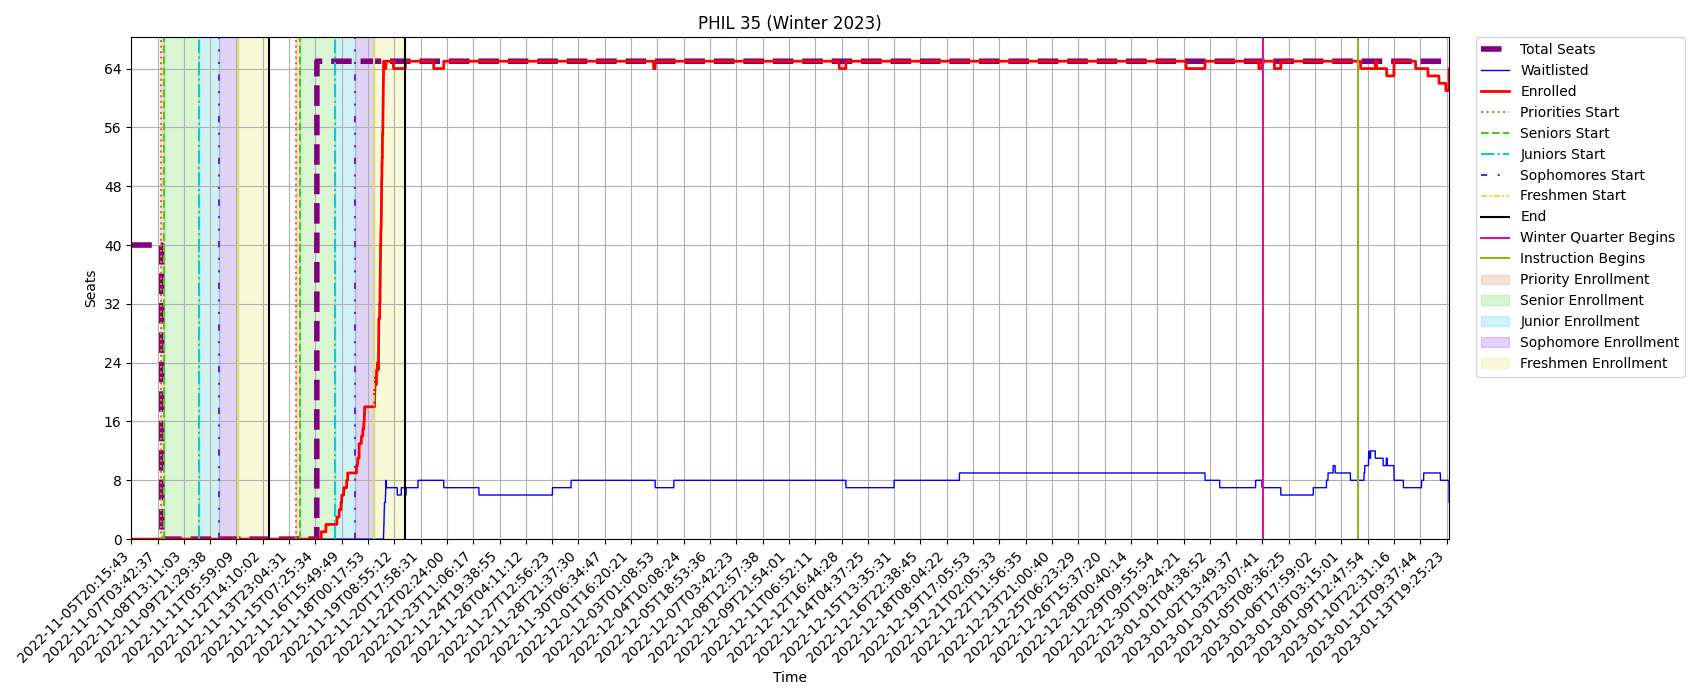 PHIL 35 (Winter 2023)
Seats
64
56
48
40
32
24
16
8
0
2022-11-05T20:15:43
2022-11-07T03:42:37
2022-11-08T13:11:03
2022-11-09T21:29:38
2022-11-11T05:59:09
2022-11-12T14:10:02
2022-11-13T23:04:31
2022-11-15T07:25:34
2022-11-16T15:49:49
2022-11-18T00:17:53
2022-11-19T08:55:12
2022-11-20T17:58:31
2022-11-22T02:24:00
2022-11-23T11:06:17
2022-11-24T19:38:55
2022-11-26T04:11:12
2022-11-27T12:56:23
2022-11-28T21:37:30
2022-11-30T06:34:47
2022-12-01T16:20:21
2022-12-03T01:08:53
2022-12-04T10:08:24
2022-12-05T18:53:36
2022-12-07T03:42:23
2022-12-08T12:57:38
2022-12-09T21:54:01
2022-12-11T06:52:11
2022-12-12T16:44:28
2022-12-14T04:37:25
2022-12-15T13:35:31
2022-12-16T22:38:45
2022-12-18T08:04:22
2022-12-19T17:05:53
2022-12-21T02:05:33
2022-12-22T11:56:35
2022-12-23T21:00:40
2022-12-25T06:23:29
2022-12-26T15:37:20
2022-12-28T00:40:14
2022-12-29T09:55:54
2022-12-30T19:24:21
2023-01-01T04:38:52
2023-01-02T13:49:37
2023-01-03T23:07:41
2023-01-05T08:36:25
2023-01-06T17:59:02
2023-01-08T03:15:01
2023-01-09T12:47:54
2023-01-10T22:31:16
2023-01-12T09:37:44
2023-01-13T19:25:23
Time
Total Seats
Waitlisted
Enrolled
Priorities Start
Seniors Start
Juniors Start
Sophomores Start
Freshmen Start
End
Winter Quarter Begins
Instruction Begins
Priority Enrollment
Senior Enrollment
Junior Enrollment
Sophomore Enrollment
Freshmen Enrollment